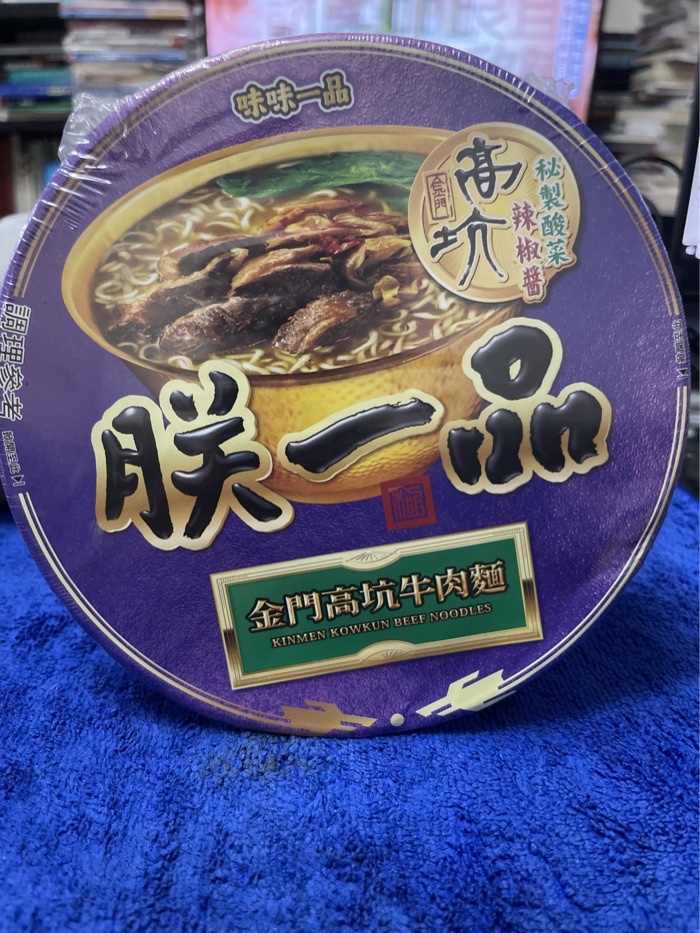 味味一品
高坑
金門
秘製酸菜
辣椒醬
朕一品
金門高坑牛肉麵
KINMEN KOWKUN BEEF NOODLES
調理參考